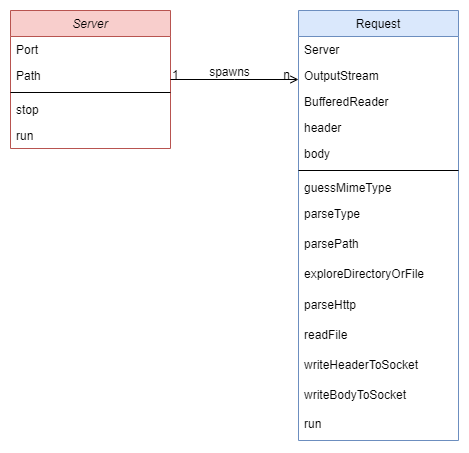 Server
Port
Path
stop
run
1 spawns n
Request
Server
OutputStream
BufferedReader
header
body
guessMimeType
parseType
parsePath
exploreDirectoryOrFile
parseHttp
readFile
writeHeaderToSocket
writeBodyToSocket
run